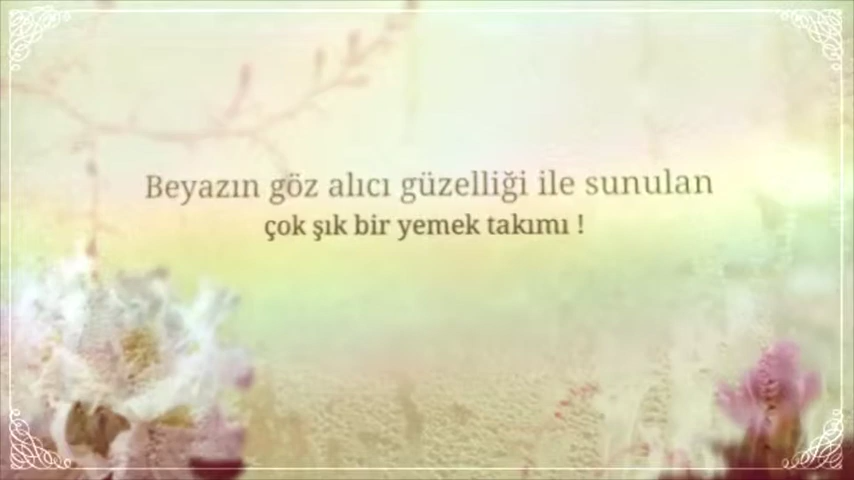 Beyazın göz alıcı güzelliği ile sunulan
çok şık bir yemek takımı !